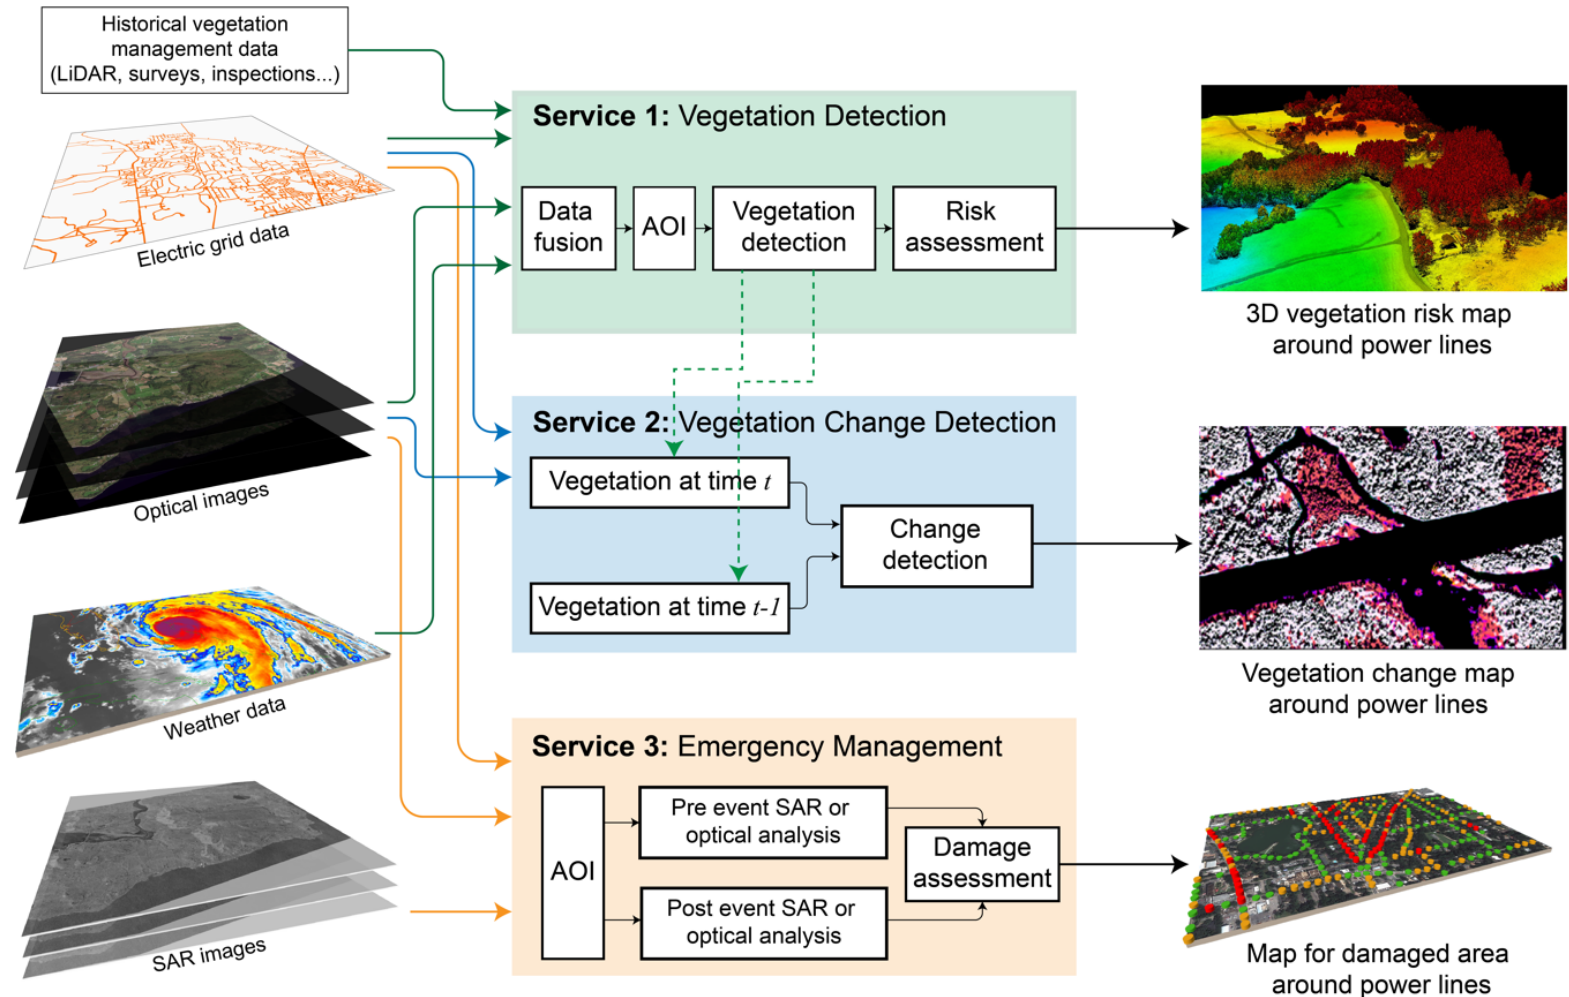 Historical vegetation
management data
(LiDAR, surveys, inspections...)
Electric grid data
Optical images
Weather data
SAR images
Service 1: Vegetation Detection
Data
fusion
AOI
Vegetation
detection
Risk
assessment
3D vegetation risk map
around power lines
Service 2: Vegetation Change Detection
Vegetation at time t
Vegetation at time t-1
Change
detection
Vegetation change map
around power lines
Service 3: Emergency Management
AOI
Pre event SAR or
optical analysis
Post event SAR or
optical analysis
Damage
assessment
Map for damaged area
around power lines